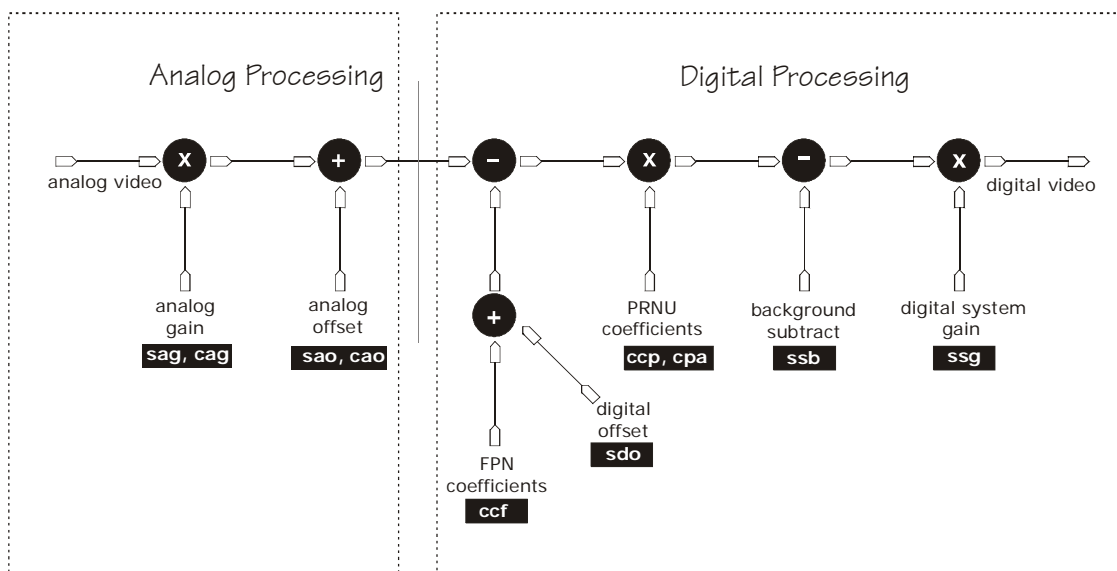 Analog Processing
Digital Processing
X
+
-
X
-
X
analog video
digital video
analog
gain
sag, cag
analog
offset
sao, cao
+
PRNU
coefficients
ccp, cpa
background
subtract
ssb
digital system
gain
ssg
digital
offset
sdo
FPN
coefficients
ccf